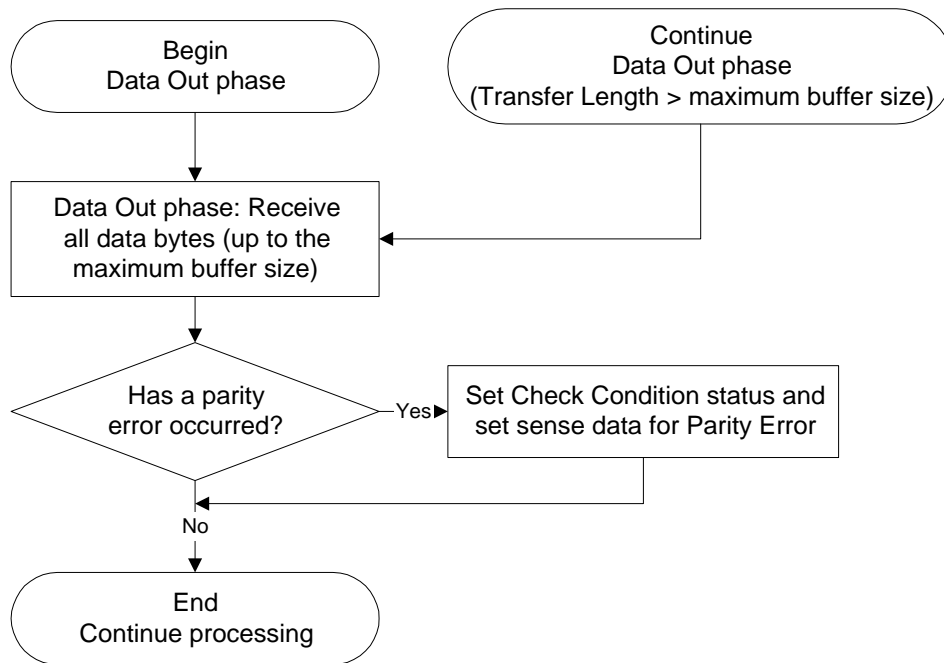 Begin
Data Out phase
Continue
Data Out phase
(Transfer Length > maximum buffer size)
Data Out phase: Receive
all data bytes (up to the
maximum buffer size)
Has a parity
error occurred?
Yes
Set Check Condition status and
set sense data for Parity Error
No
End
Continue processing